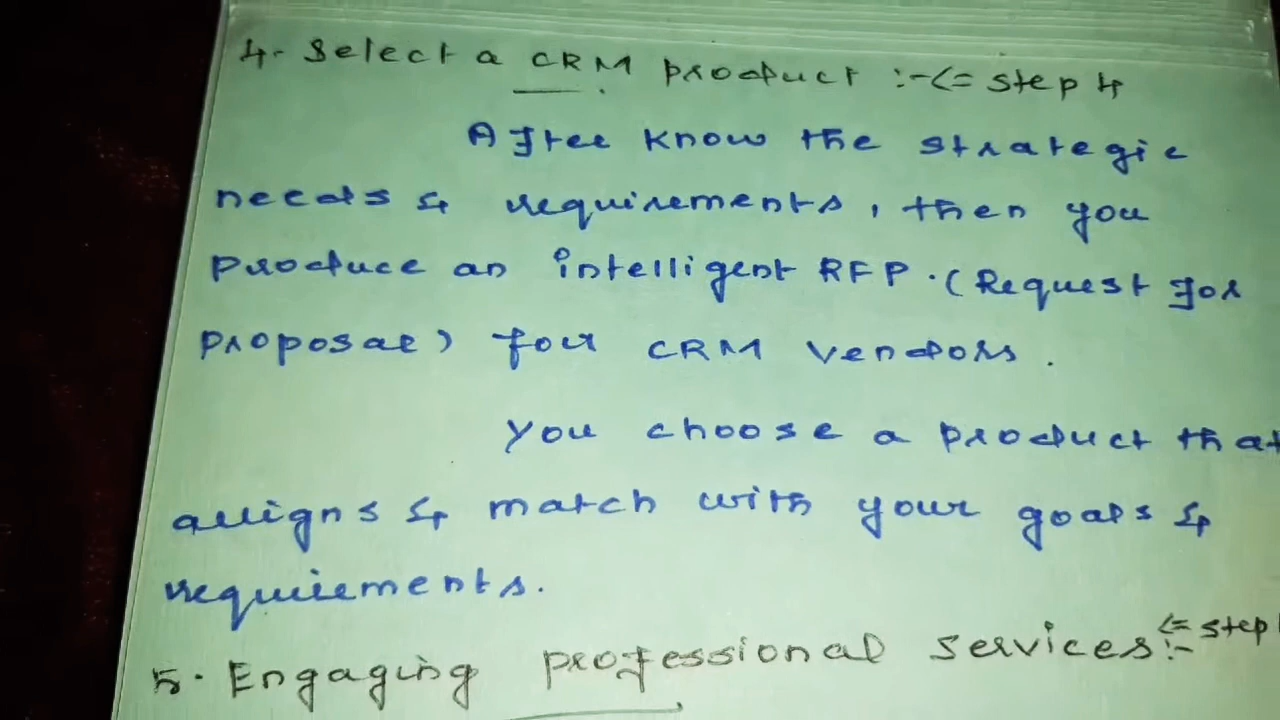 4. Select a CRM product :- <= step 4
After know the strategic
needs & requirements, then you
produce an intelligent RFP. (Request for
proposal) for CRM vendors.
You choose a product that
alligns & match with your goals &
requirements.
5. Engaging professional services:- <= step